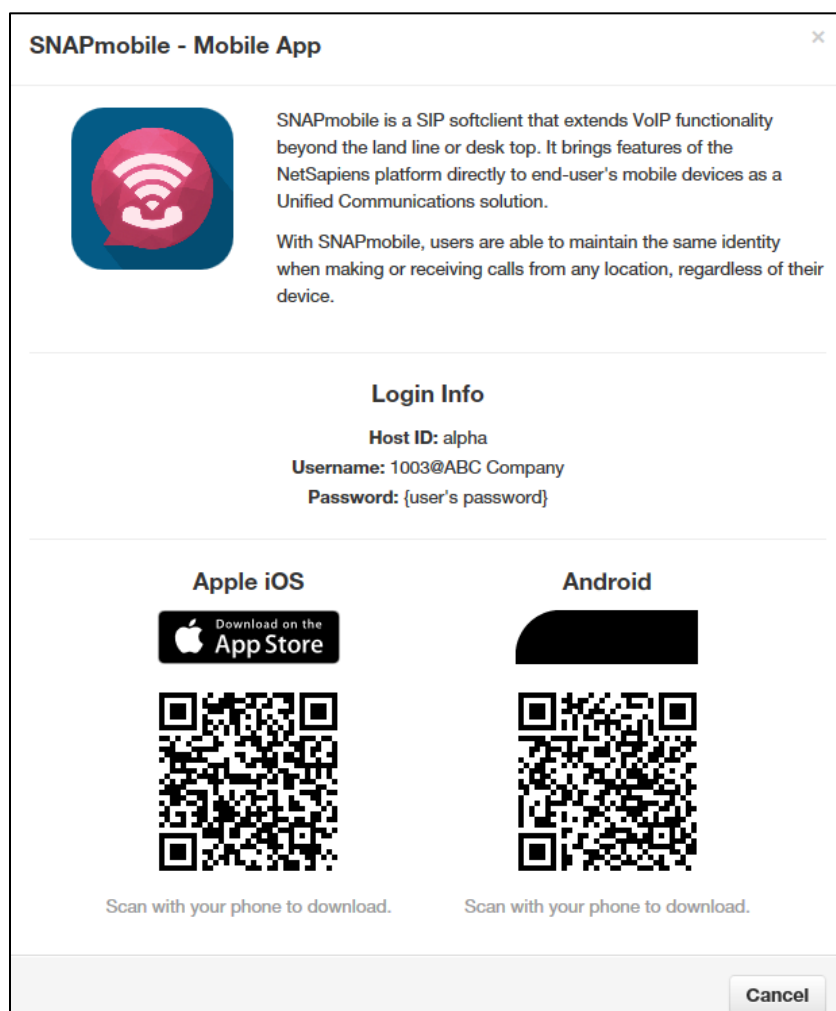 SNAPmobile - Mobile App
×
SNAPmobile is a SIP softclient that extends VoIP functionality
beyond the land line or desk top. It brings features of the
NetSapiens platform directly to end-user's mobile devices as a
Unified Communications solution.
With SNAPmobile, users are able to maintain the same identity
when making or receiving calls from any location, regardless of their
device.
Login Info
Host ID: alpha
Username: 1003@ABC Company
Password: {user's password}
Apple iOS
Android
Download on the
App Store
Scan with your phone to download.
Scan with your phone to download.
Cancel